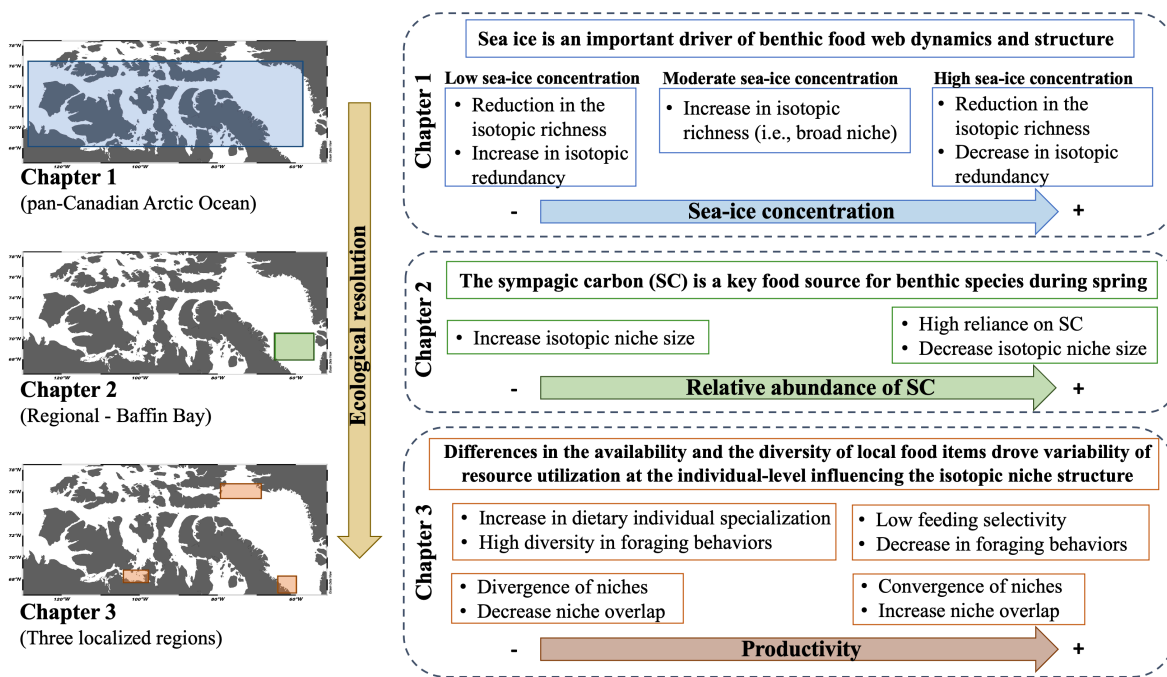 Chapter 1
(pan-Canadian Arctic Ocean)
Chapter 2
(Regional - Baffin Bay)
Chapter 3
(Three localized regions)
Ecological resolution
Chapter 1
Sea ice is an important driver of benthic food web dynamics and structure
Low sea-ice concentration
• Reduction in the
isotopic richness
• Increase in isotopic
redundancy
Moderate sea-ice concentration
• Increase in isotopic
richness (i.e., broad niche)
High sea-ice concentration
• Reduction in the
isotopic richness
• Decrease in isotopic
redundancy
- Sea-ice concentration +
Chapter 2
The sympagic carbon (SC) is a key food source for benthic species during spring
• Increase isotopic niche size
• High reliance on SC
• Decrease isotopic niche size
- Relative abundance of SC +
Chapter 3
Differences in the availability and the diversity of local food items drove variability of
resource utilization at the individual-level influencing the isotopic niche structure
• Increase in dietary individual specialization
• High diversity in foraging behaviors
• Low feeding selectivity
• Decrease in foraging behaviors
• Divergence of niches
• Decrease niche overlap
• Convergence of niches
• Increase niche overlap
- Productivity +